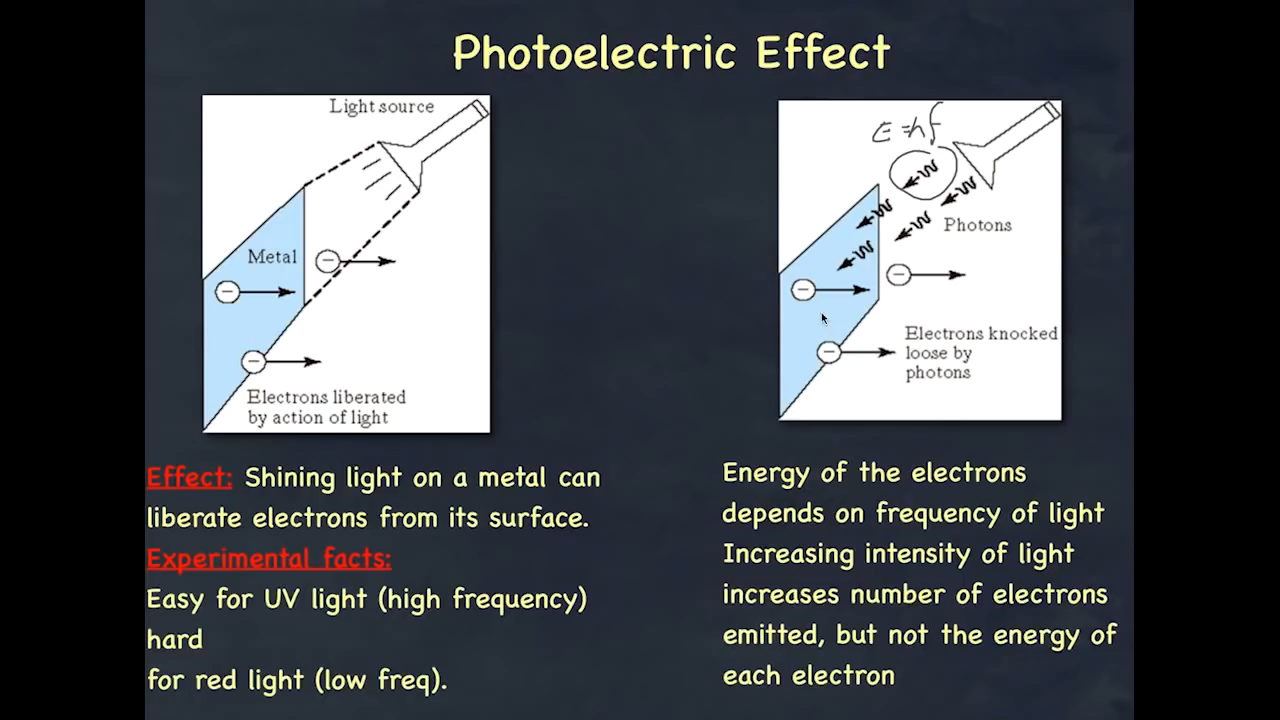 Photoelectric Effect
Light source
Metal
Electrons liberated
by action of light
E=hf
Photons
Electrons knocked
loose by
photons
Effect: Shining light on a metal can
liberate electrons from its surface.
Experimental facts:
Easy for UV light (high frequency)
hard
for red light (low freq).
Energy of the electrons
depends on frequency of light
Increasing intensity of light
increases number of electrons
emitted, but not the energy of
each electron